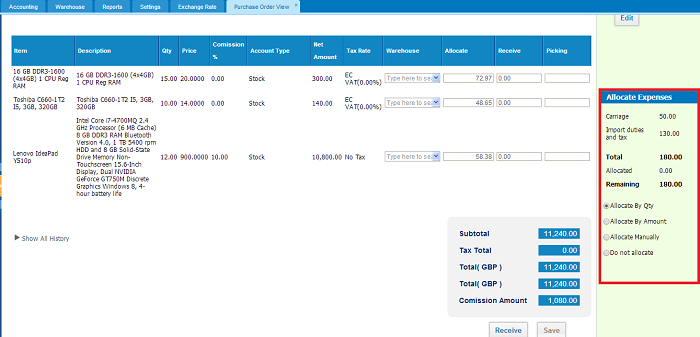 Accounting Warehouse Reports Settings Exchange Rate Purchase Order View ×
Edit
Item Description Qty Price Comission % Account Type Net Amount Tax Rate Warehouse Allocate Receive Picking
16 GB DDR3-1600 (4x4GB) 1 CPU Reg RAM 16 GB DDR3-1600 (4x4GB) 1 CPU Reg RAM 15.00 20.0000 0.00 Stock 300.00 EC VAT(0.00%) Type here to sea 72.97 0.00
Toshiba C660-1T2 I5, 3GB, 320GB Toshiba C660-1T2 I5, 3GB, 320GB 10.00 14.0000 0.00 Stock 140.00 EC VAT(0.00%) Type here to sea 48.65 0.00
Lenovo IdeaPad Y510p
Intel Core i7-4700MQ 2.4
GHz Processor (6 MB Cache)
8 GB DDR3 RAM Bluetooth
Version 4.0, 1 TB 5400 rpm
HDD and 8 GB Solid-State
Drive Memory Non-
Touchscreen 15.6-Inch
Display, Dual NVIDIA
GeForce GT750M Discrete
Graphics Windows 8, 4-
hour battery life
12.00 900.0000 10.00 Stock 10,800.00 No Tax Type here to sea 58.38 0.00
Show All History
Subtotal 11,240.00
Tax Total 0.00
Total( GBP ) 11,240.00
Total( GBP ) 11,240.00
Comission Amount 1,080.00
Receive Save
Allocate Expenses
Carriage 50.00
Import duties and tax 130.00
Total 180.00
Allocated 0.00
Remaining 180.00
Allocate By Qty
Allocate By Amount
Allocate Manually
Do not allocate